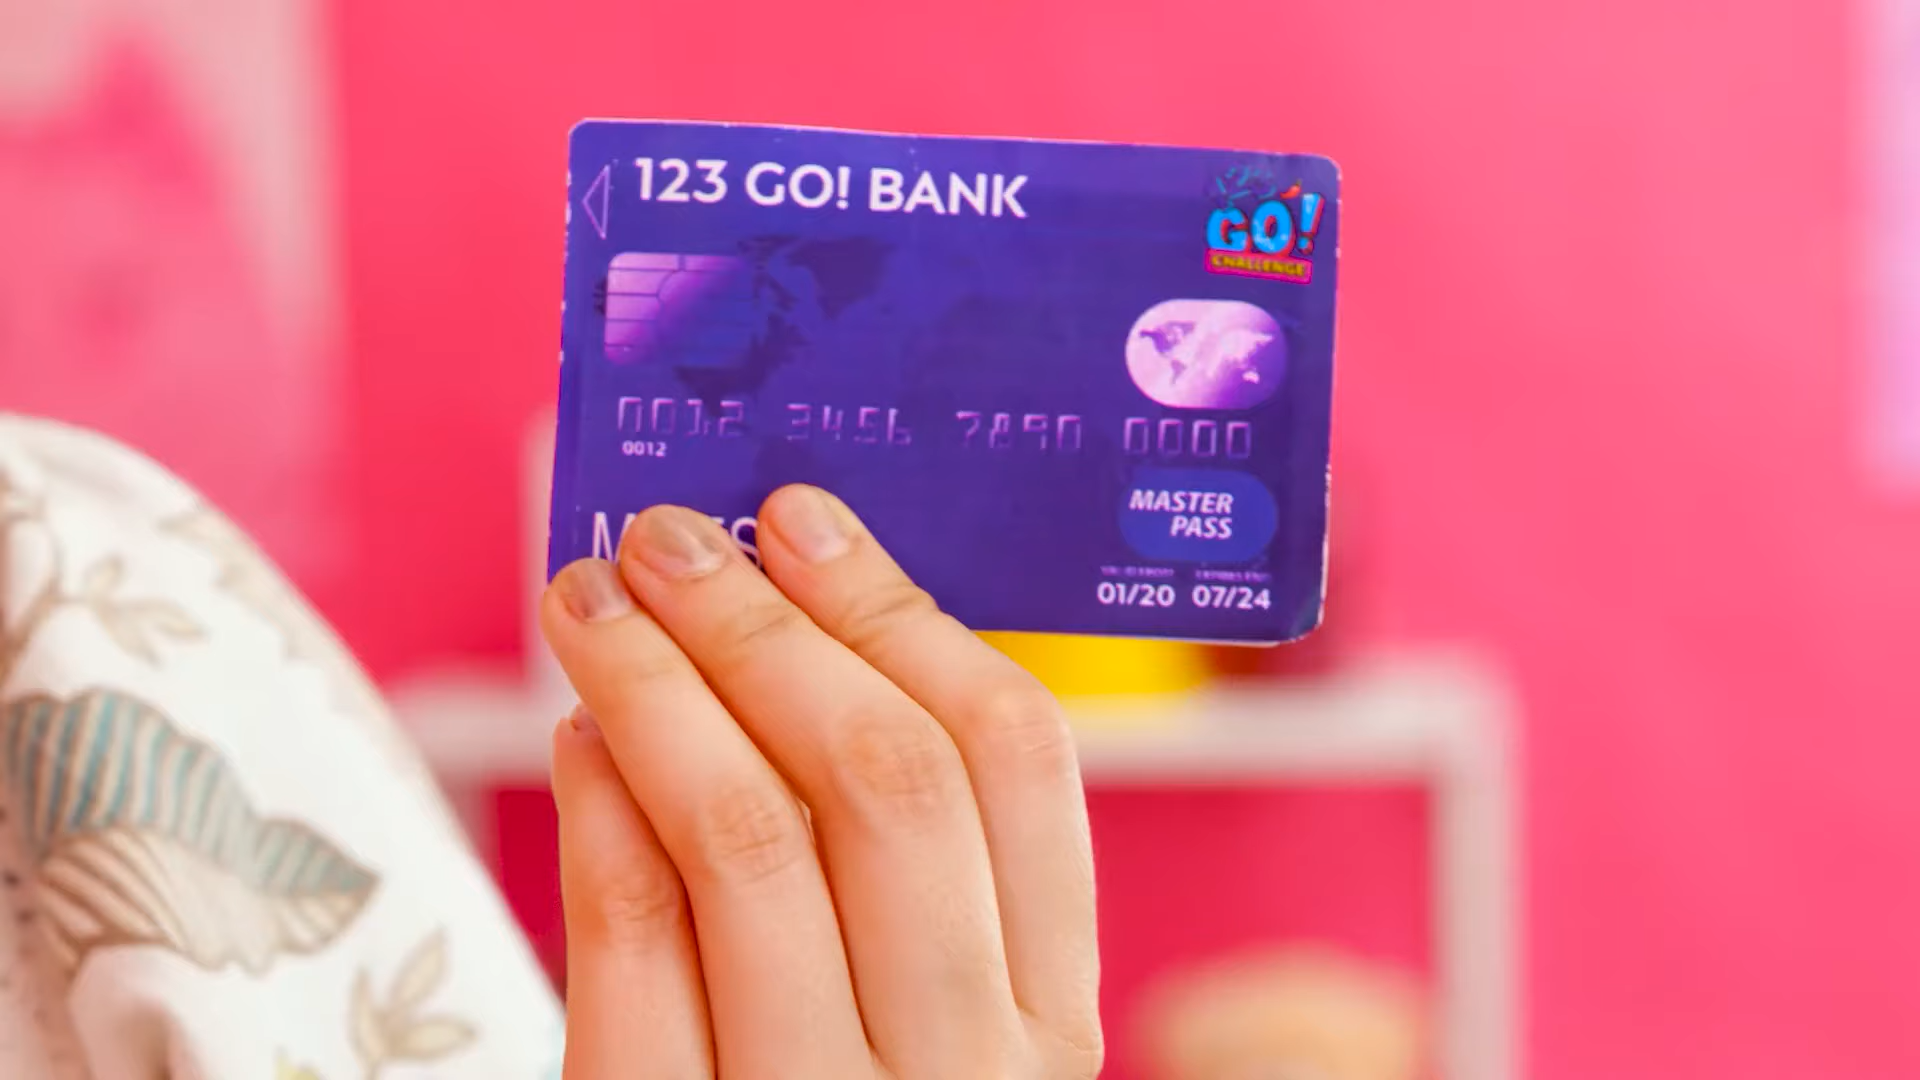 123 GO! BANK
GO!
CHALLENGE
0012 3456 7890 0000
0012
MASTER
PASS
01/20 07/24